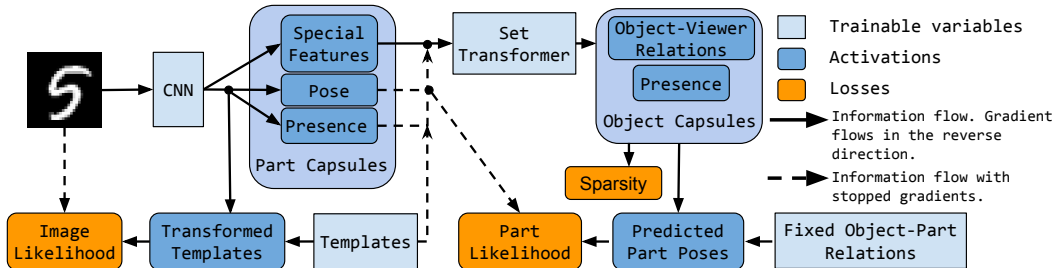 CNN
Special
Features
Pose
Presence
Part Capsules
Set
Transformer
Object-Viewer
Relations
Presence
Object Capsules
Sparsity
Image
Likelihood
Transformed
Templates
Templates
Part
Likelihood
Predicted
Part Poses
Fixed Object-Part
Relations
Trainable variables
Activations
Losses
Information flow. Gradient
flows in the reverse
direction.
Information flow with
stopped gradients.
5